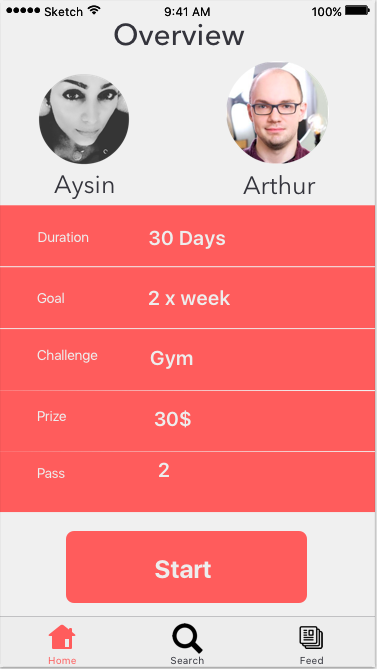 Sketch 9:41 AM 100%
Overview
Aysin Arthur
Duration 30 Days
Goal 2 x week
Challenge Gym
Prize 30$
Pass 2
Start
Home Search Feed